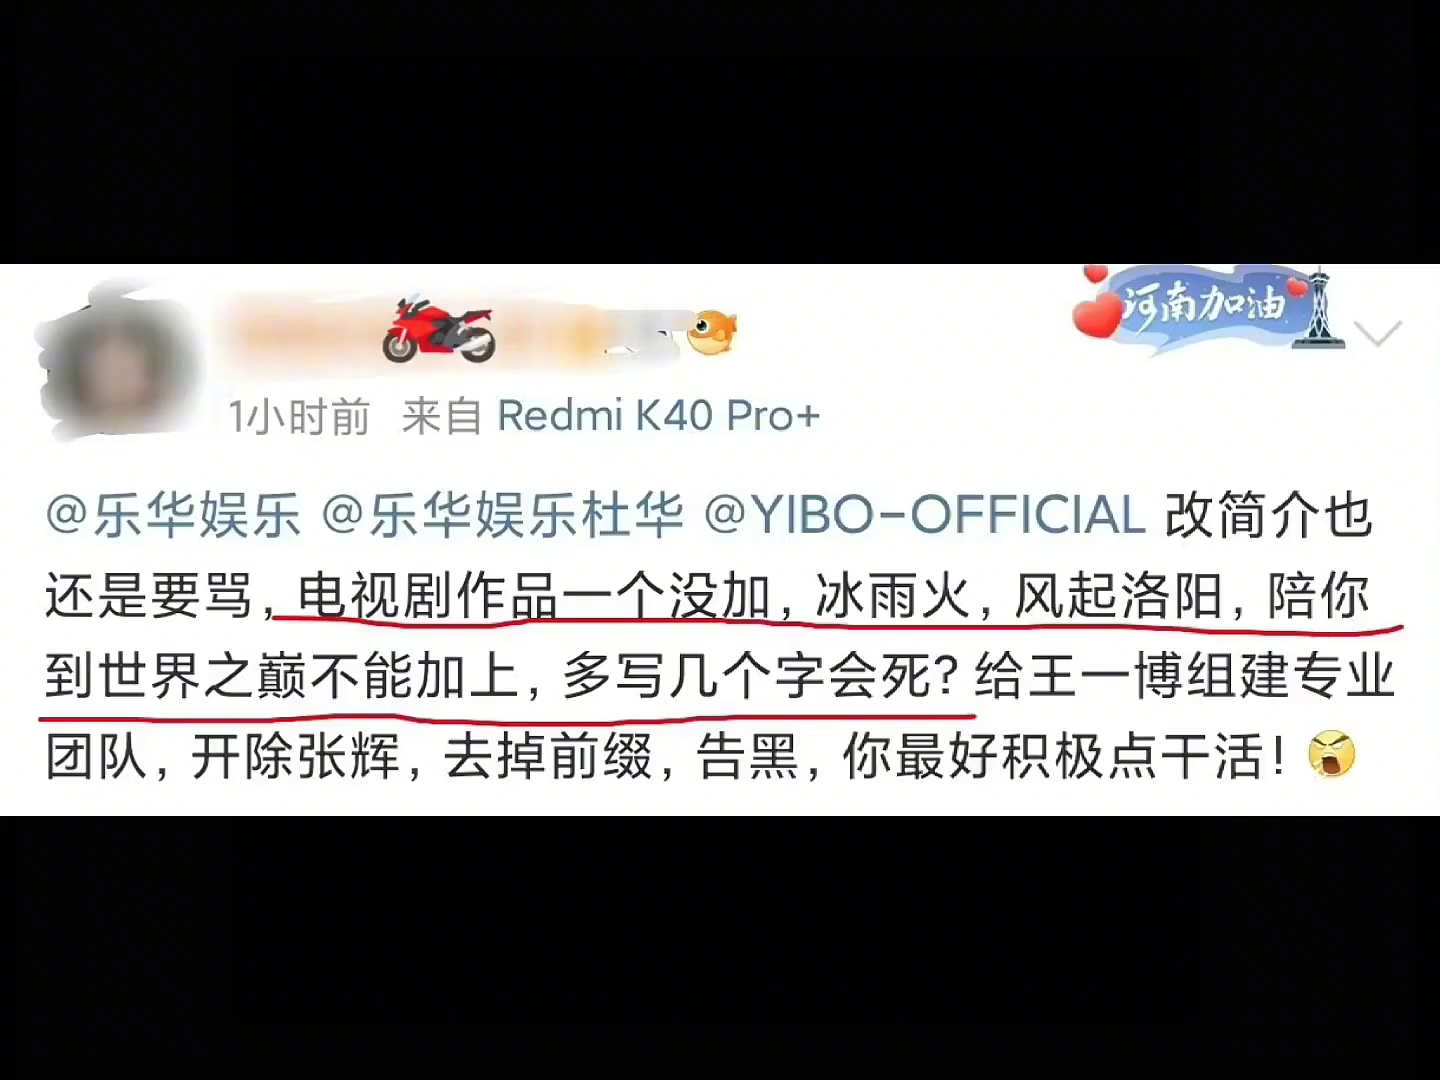 河南加油
1小时前 来自 Redmi K40 Pro+
@乐华娱乐 @乐华娱乐杜华 @YIBO-OFFICIAL 改简介也
还是要骂，电视剧作品一个没加，冰雨火，风起洛阳，陪你
到世界之巅不能加上，多写几个字会死？给王一博组建专业
团队，开除张辉，去掉前缀，告黑，你最好积极点干活！